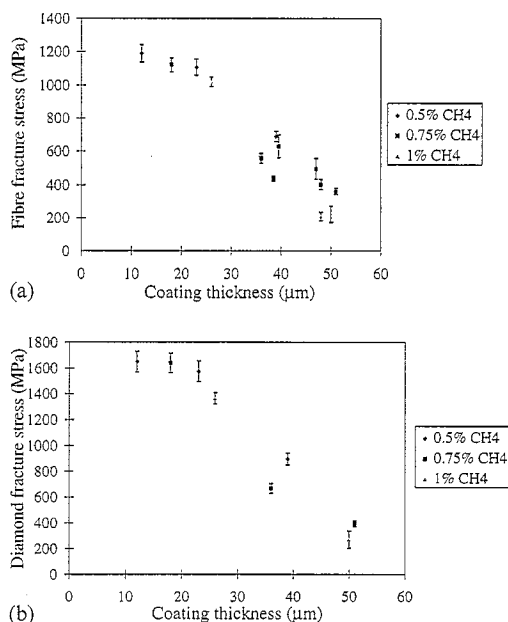 1400
1200
1000
800
600
400
200
0
Fibre fracture stress (MPa)
0 10 20 30 40 50 60
Coating thickness (µm)
0.5% CH4
0.75% CH4
1% CH4
(a)
1800
1600
1400
1200
1000
800
600
400
200
0
Diamond fracture stress (MPa)
0 10 20 30 40 50 60
Coating thickness (µm)
0.5% CH4
0.75% CH4
1% CH4
(b)